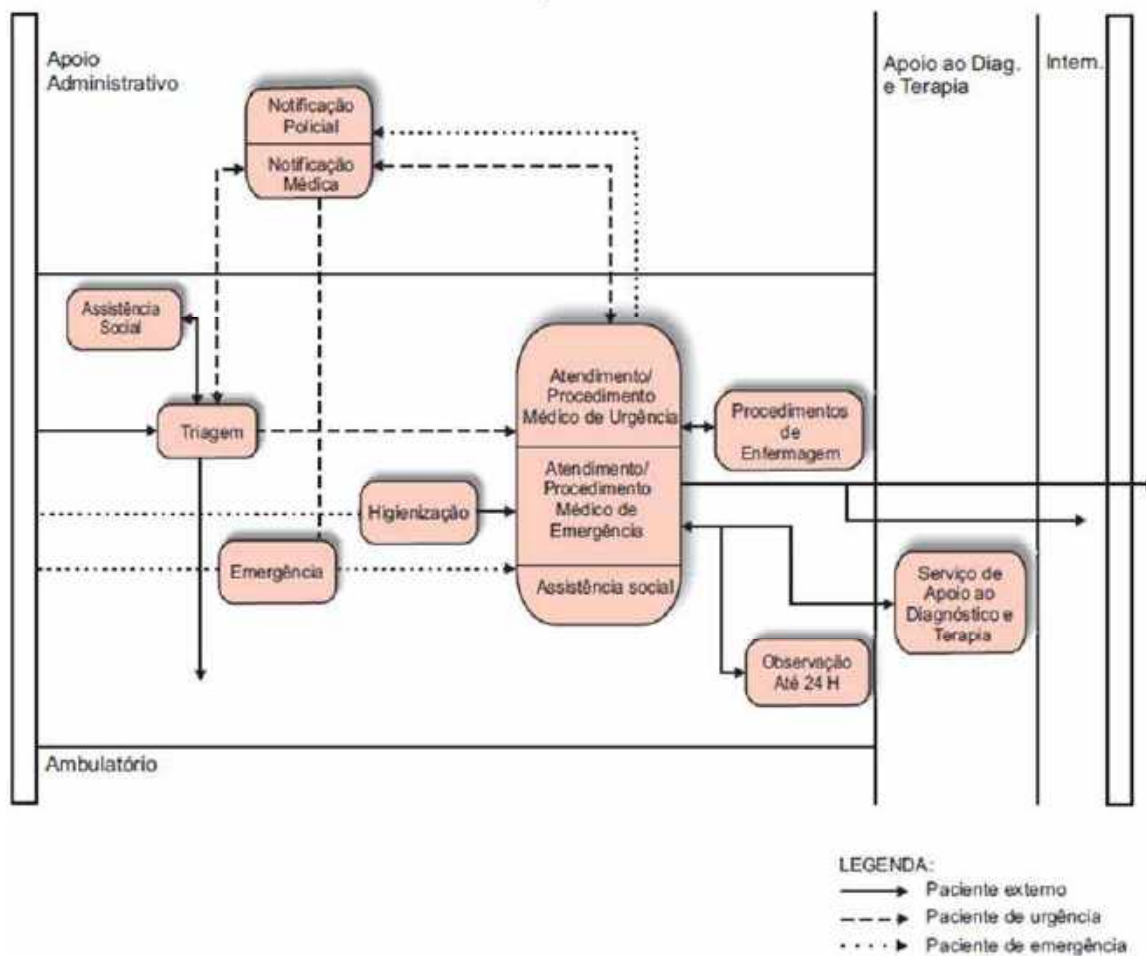 Apoio
Administrativo
Apoio ao Diag.
e Terapia
Intern.
Notificação
Policial
Notificação
Médica
Assistência
Social
Triagem
Atendimento/
Procedimento
Médico de Urgência
Procedimentos
de
Enfermagem
Higienização
Atendimento/
Procedimento
Médico de
Emergência
Emergência
Assistência social
Serviço de
Apoio ao
Diagnóstico e
Terapia
Observação
Até 24 H
Ambulatório
LEGENDA:
Paciente externo
Paciente de urgência
Paciente de emergência